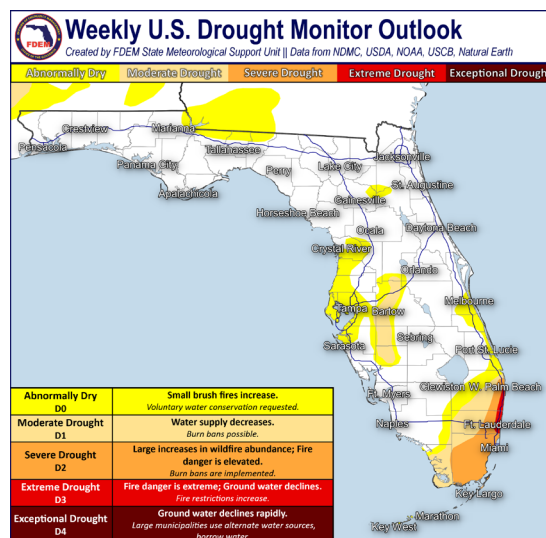 FDEM
Weekly U.S. Drought Monitor Outlook
Created by FDEM State Meteorological Support Unit || Data from NDMC, USDA, NOAA, USCB, Natural Earth
Abnormally Dry Moderate Drought Severe Drought Extreme Drought Exceptional Drough
Crestview
Marianna
Pensacola
Tallahassee
Jacksonville
Panama City
Perry
Lake City
Apalachicola
St. Augustine
Gainesville
Horseshoe Beach
Ocala
Daytona Beach
Crystal River
Orlando
Tampa
Bartow
Melbourne
Sebring
Sarasota
Port St. Lucie
Clewiston
W. Palm Beach
Ft. Myers
Naples
Ft. Lauderdale
Miami
Key Largo
Marathon
Key West
Abnormally Dry
D0
Small brush fires increase.
Voluntary water conservation requested.
Moderate Drought
D1
Water supply decreases.
Burn bans possible.
Severe Drought
D2
Large increases in wildfire abundance; Fire
danger is elevated.
Burn bans are implemented.
Extreme Drought
D3
Fire danger is extreme; Ground water declines.
Fire restrictions increase.
Exceptional Drought
D4
Ground water declines rapidly.
Large municipalities use alternate water sources,
borrow water.